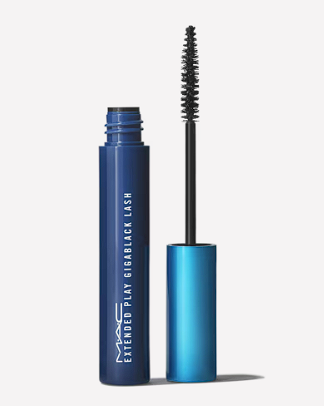 MAC
EXTENDED PLAY GIGABLACK LASH